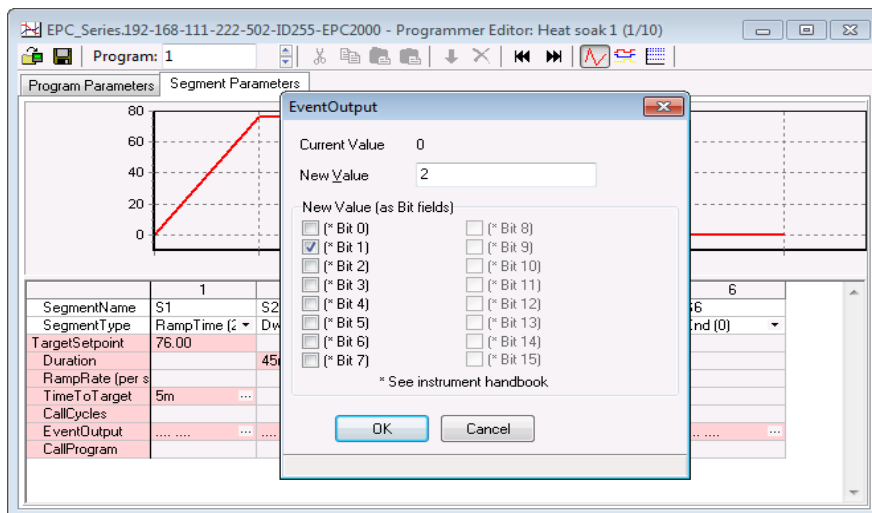 EPC_Series.192-168-111-222-502-ID255-EPC2000 - Programmer Editor: Heat soak 1 (1/10)
Program: 1
Program Parameters Segment Parameters
EventOutput
80
60
40
20
0
Current Value 0
New Value 2
New Value (as Bit fields)
(* Bit 0) (* Bit 8)
(* Bit 1) (* Bit 9)
(* Bit 2) (* Bit 10)
(* Bit 3) (* Bit 11)
(* Bit 4) (* Bit 12)
(* Bit 5) (* Bit 13)
(* Bit 6) (* Bit 14)
(* Bit 7) (* Bit 15)
* See instrument handbook
OK Cancel
1 6
SegmentName S1 S2
SegmentType RampTime (2 End (0)
TargetSetpoint 76.00
Duration 45m
RampRate (per s
TimeToTarget 5m ...
CallCycles
EventOutput .... .... ... .... ...
CallProgram